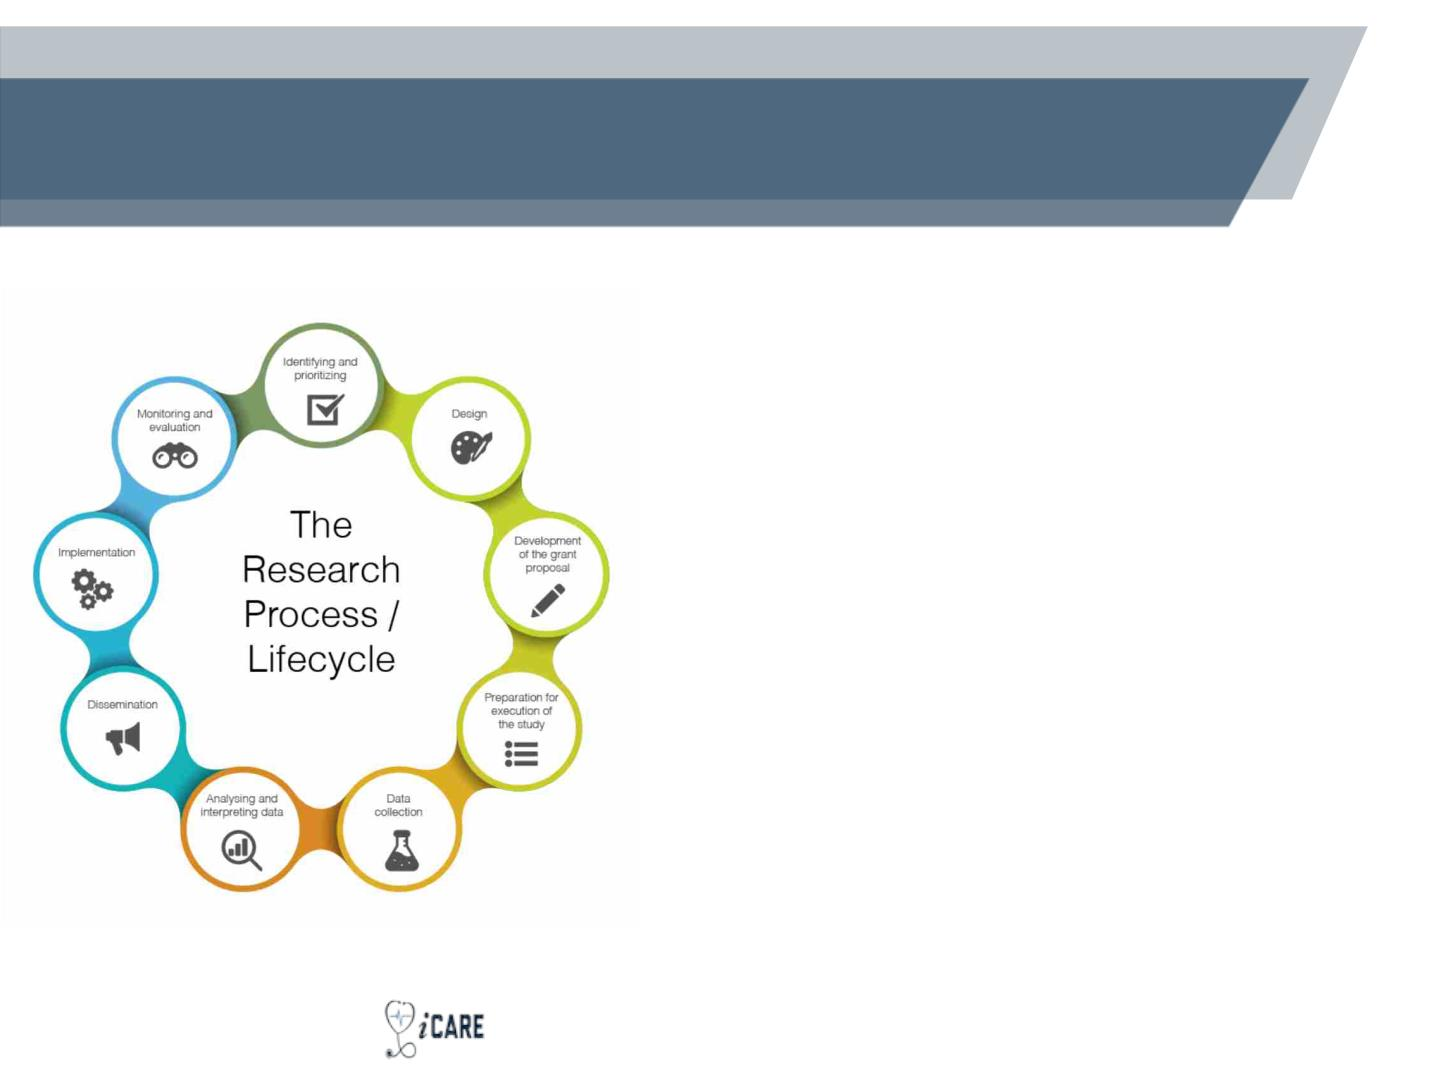 Identifying and
prioritizing
Design
Development
of the grant
proposal
Preparation for
execution of
the study
Data
collection
Analysing and
interpreting data
Dissemination
Implementation
Monitoring and
evaluation
The
Research
Process /
Lifecycle
iCARE